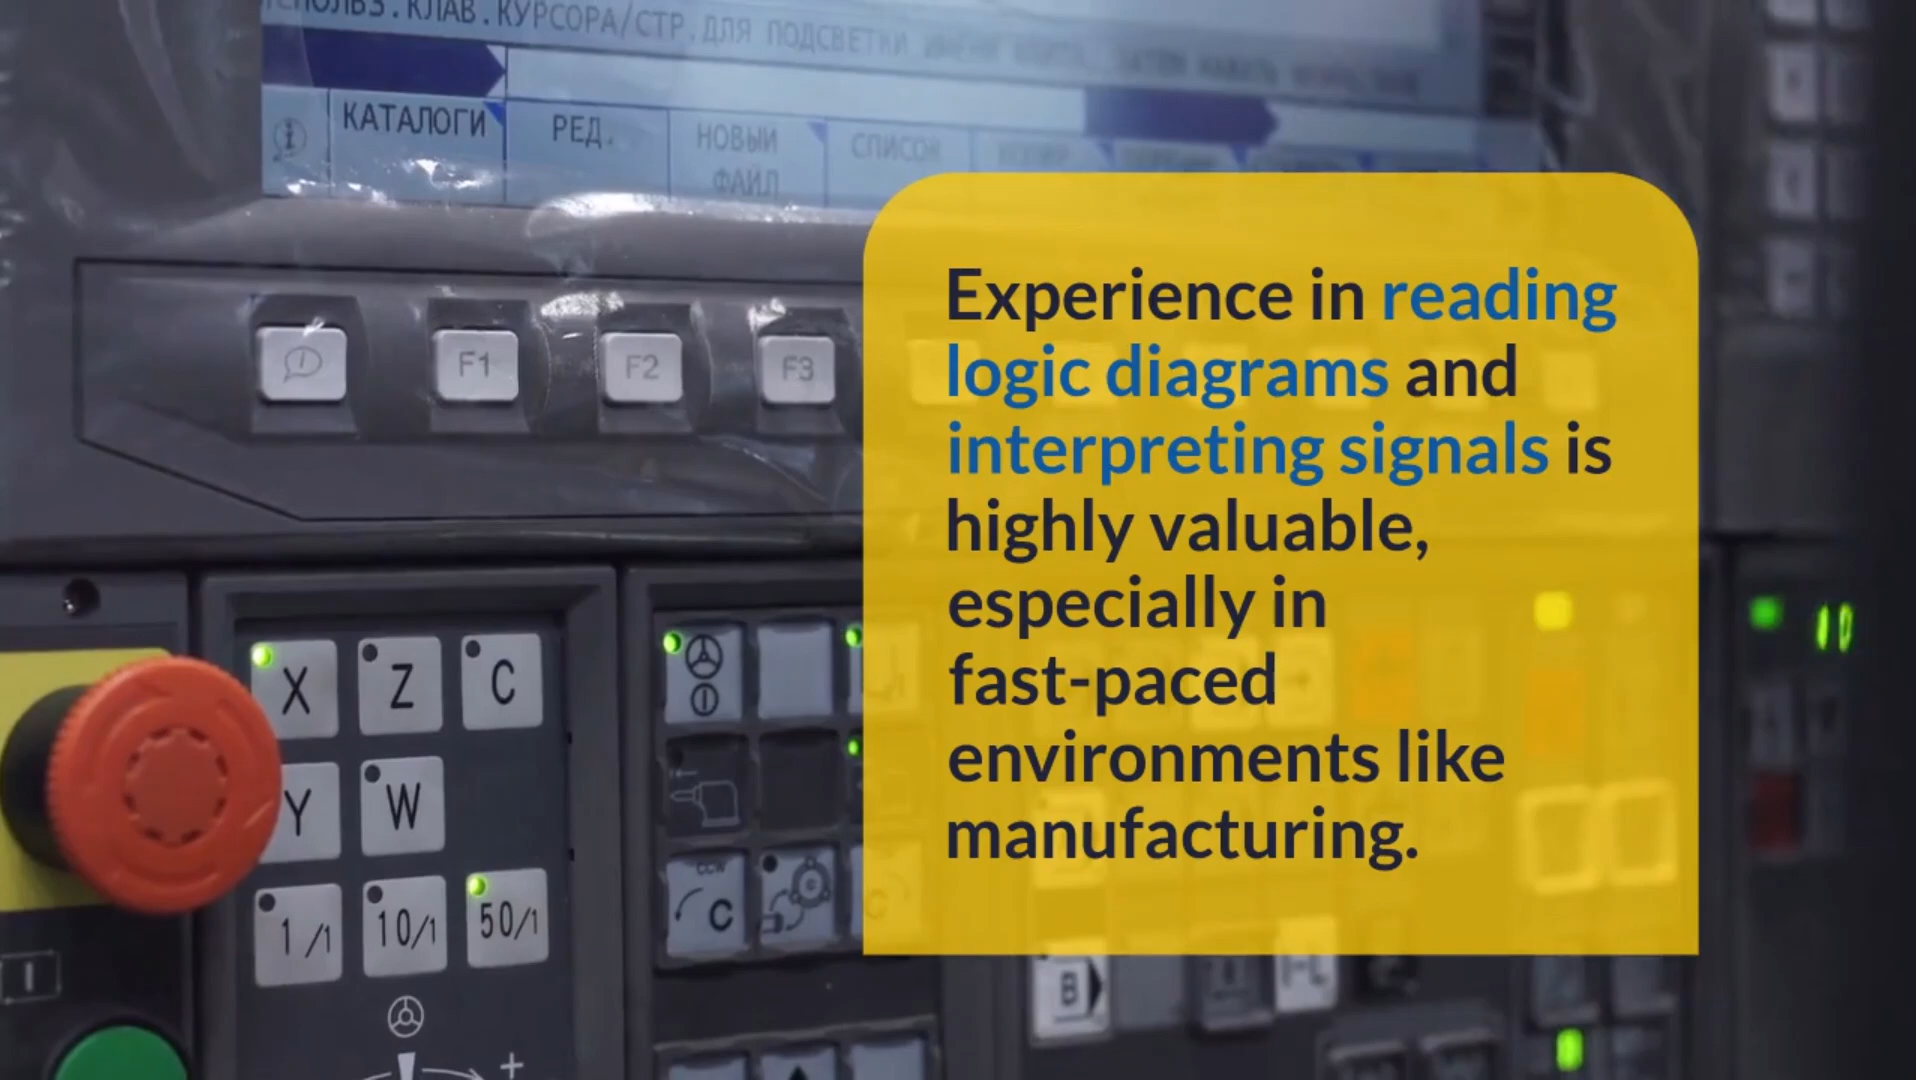 ИСПОЛЬЗ.КЛАВ.КУРСОРА/СТР.ДЛЯ ПОДСВЕТКИ
КАТАЛОГИ
РЕД.
НОВЫЙ
ФАЙЛ
СПИСОК
F1
F2
F3
Experience in reading
logic diagrams and
interpreting signals is
highly valuable,
especially in
fast-paced
environments like
manufacturing.
10
X
Z
C
Y
W
1/1
10/1
50/1
CCW
C
C
B